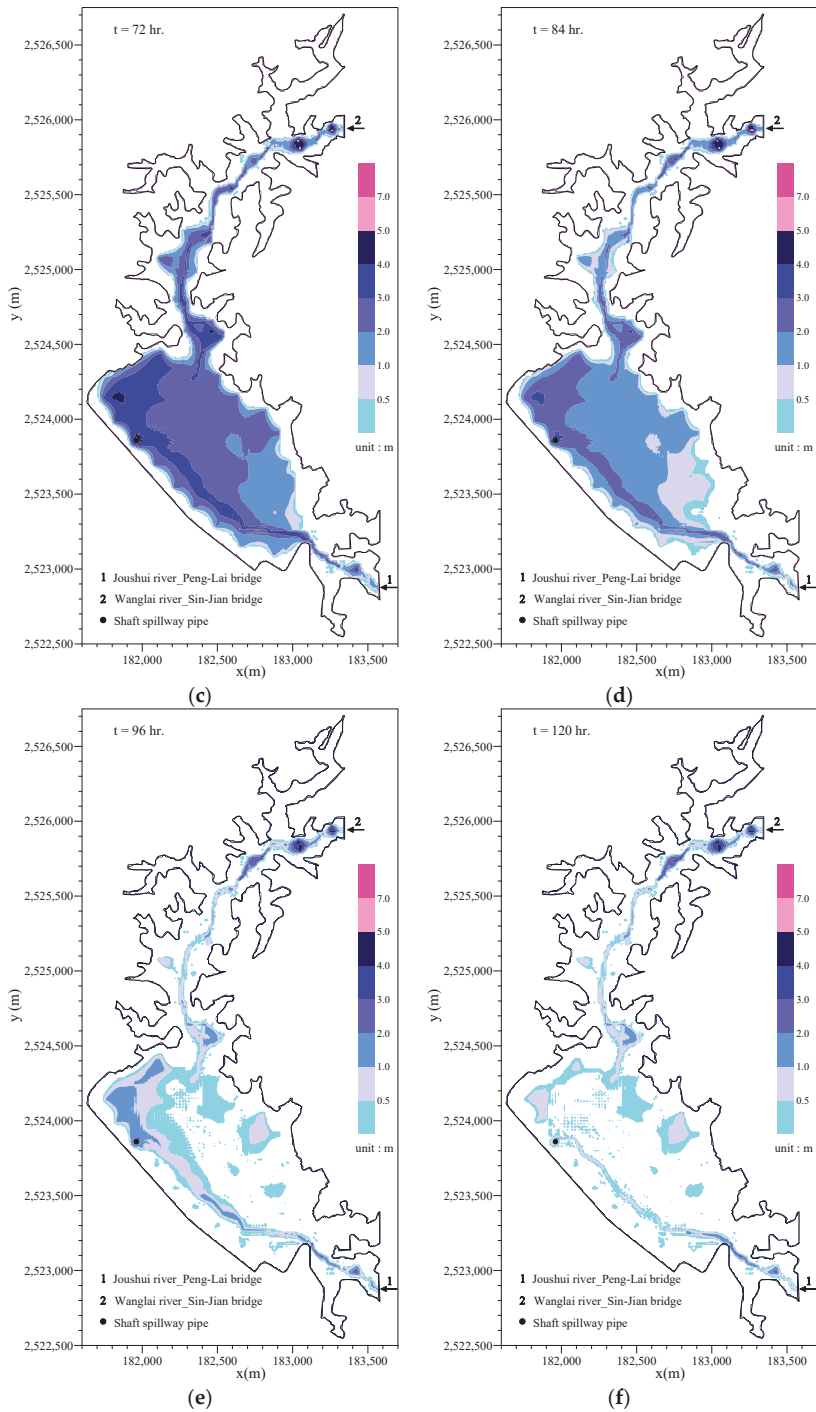 t = 72 hr.
2,526,500
2,526,000
2,525,500
2,525,000
2,524,500
2,524,000
2,523,500
2,523,000
2,522,500
y (m)
2
7.0
5.0
4.0
3.0
2.0
1.0
0.5
unit : m
1
1 Joushui river_Peng-Lai bridge
2 Wanglai river_Sin-Jian bridge
Shaft spillway pipe
182,000 182,500 183,000 183,500
x(m)
(c)
t = 84 hr.
2,526,500
2,526,000
2,525,500
2,525,000
2,524,500
2,524,000
2,523,500
2,523,000
2,522,500
y (m)
2
7.0
5.0
4.0
3.0
2.0
1.0
0.5
unit : m
1
1 Joushui river_Peng-Lai bridge
2 Wanglai river_Sin-Jian bridge
Shaft spillway pipe
182,000 182,500 183,000 183,500
x(m)
(d)
t = 96 hr.
2,526,500
2,526,000
2,525,500
2,525,000
2,524,500
2,524,000
2,523,500
2,523,000
2,522,500
y (m)
2
7.0
5.0
4.0
3.0
2.0
1.0
0.5
unit : m
1
1 Joushui river_Peng-Lai bridge
2 Wanglai river_Sin-Jian bridge
Shaft spillway pipe
182,000 182,500 183,000 183,500
x(m)
(e)
t = 120 hr.
2,526,500
2,526,000
2,525,500
2,525,000
2,524,500
2,524,000
2,523,500
2,523,000
2,522,500
y (m)
2
7.0
5.0
4.0
3.0
2.0
1.0
0.5
unit : m
1
1 Joushui river_Peng-Lai bridge
2 Wanglai river_Sin-Jian bridge
Shaft spillway pipe
182,000 182,500 183,000 183,500
x(m)
(f)